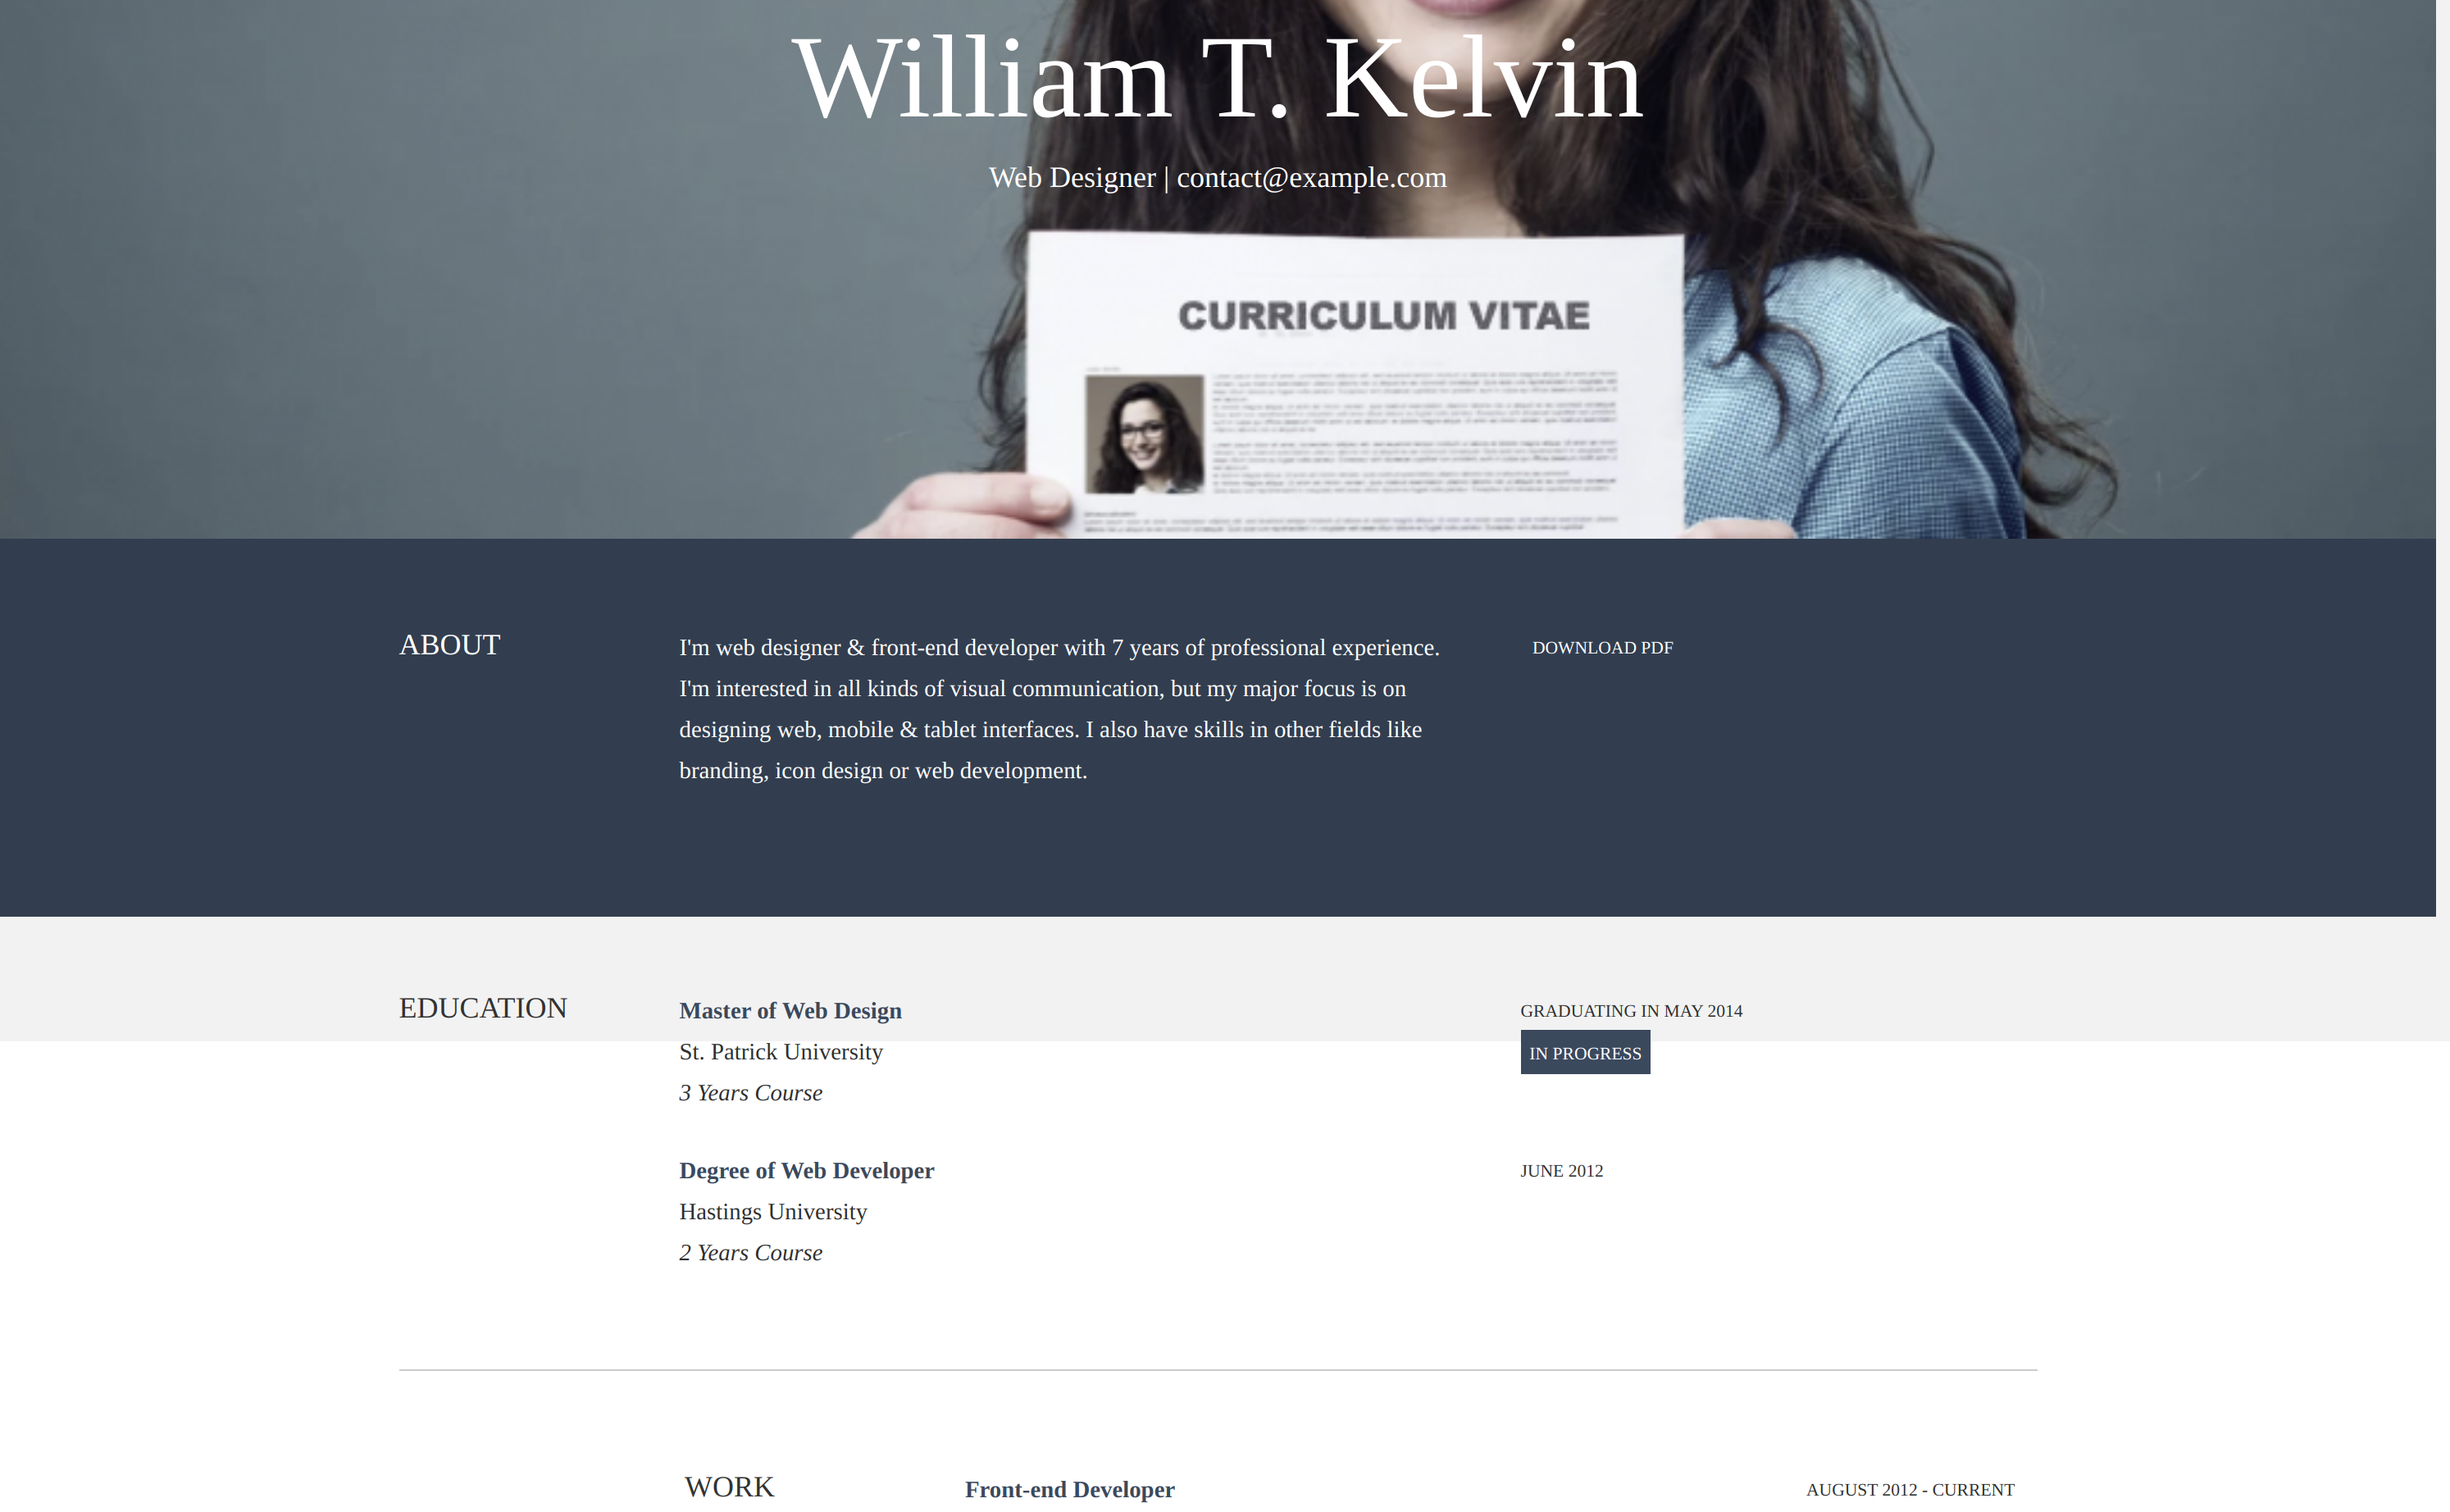 William T. Kelvin
Web Designer | contact@example.com
CURRICULUM VITAE
ABOUT
I'm web designer & front-end developer with 7 years of professional experience.
I'm interested in all kinds of visual communication, but my major focus is on
designing web, mobile & tablet interfaces. I also have skills in other fields like
branding, icon design or web development.
DOWNLOAD PDF
EDUCATION
Master of Web Design
St. Patrick University
3 Years Course
GRADUATING IN MAY 2014
IN PROGRESS
Degree of Web Developer
Hastings University
2 Years Course
JUNE 2012
WORK
Front-end Developer
AUGUST 2012 - CURRENT